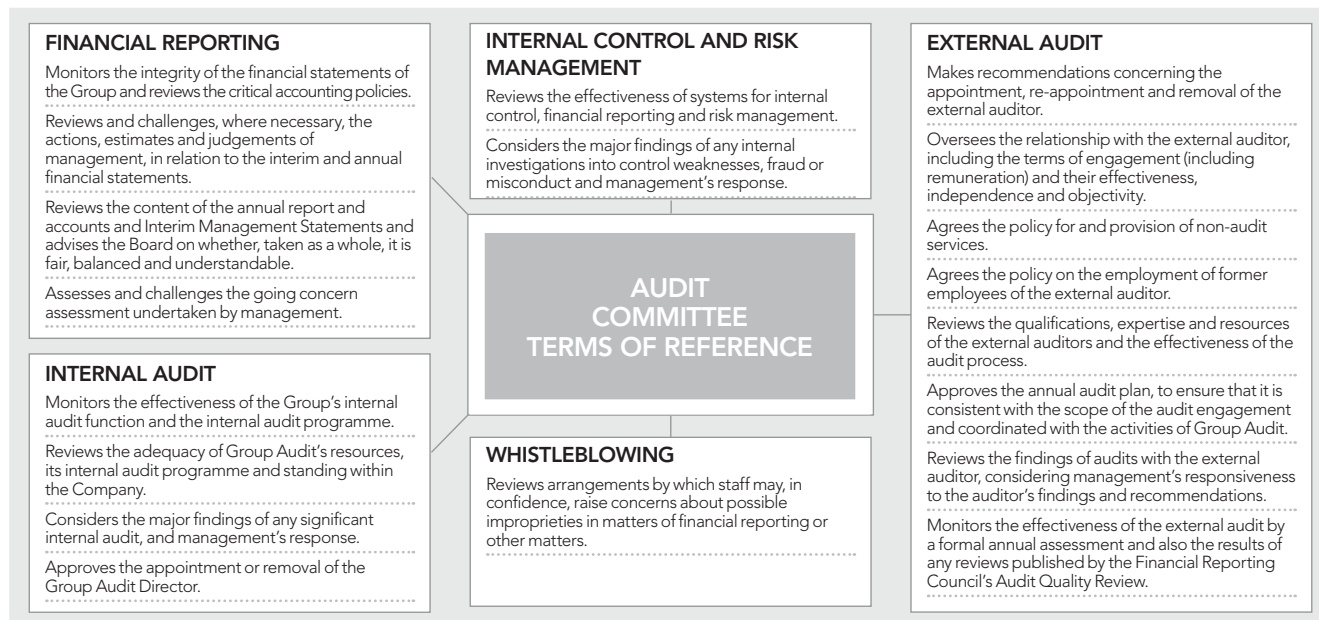 FINANCIAL REPORTING
Monitors the integrity of the financial statements of
the Group and reviews the critical accounting policies.
Reviews and challenges, where necessary, the
actions, estimates and judgements of
management, in relation to the interim and annual
financial statements.
Reviews the content of the annual report and
accounts and Interim Management Statements and
advises the Board on whether, taken as a whole, it is
fair, balanced and understandable.
Assesses and challenges the going concern
assessment undertaken by management.
INTERNAL AUDIT
Monitors the effectiveness of the Group's internal
audit function and the internal audit programme.
Reviews the adequacy of Group Audit's resources,
its internal audit programme and standing within
the Company.
Considers the major findings of any significant
internal audit, and management's response.
Approves the appointment or removal of the
Group Audit Director.
INTERNAL CONTROL AND RISK
MANAGEMENT
Reviews the effectiveness of systems for internal
control, financial reporting and risk management.
Considers the major findings of any internal
investigations into control weaknesses, fraud or
misconduct and management's response.
AUDIT
COMMITTEE
TERMS OF REFERENCE
WHISTLEBLOWING
Reviews arrangements by which staff may, in
confidence, raise concerns about possible
improprieties in matters of financial reporting or
other matters.
EXTERNAL AUDIT
Makes recommendations concerning the
appointment, re-appointment and removal of the
external auditor.
Oversees the relationship with the external auditor,
including the terms of engagement (including
remuneration) and their effectiveness,
independence and objectivity.
Agrees the policy for and provision of non-audit
services.
Agrees the policy on the employment of former
employees of the external auditor.
Reviews the qualifications, expertise and resources
of the external auditors and the effectiveness of the
audit process.
Approves the annual audit plan, to ensure that it is
consistent with the scope of the audit engagement
and coordinated with the activities of Group Audit.
Reviews the findings of audits with the external
auditor, considering management's responsiveness
to the auditor's findings and recommendations.
Monitors the effectiveness of the external audit by
a formal annual assessment and also the results of
any reviews published by the Financial Reporting
Council's Audit Quality Review.